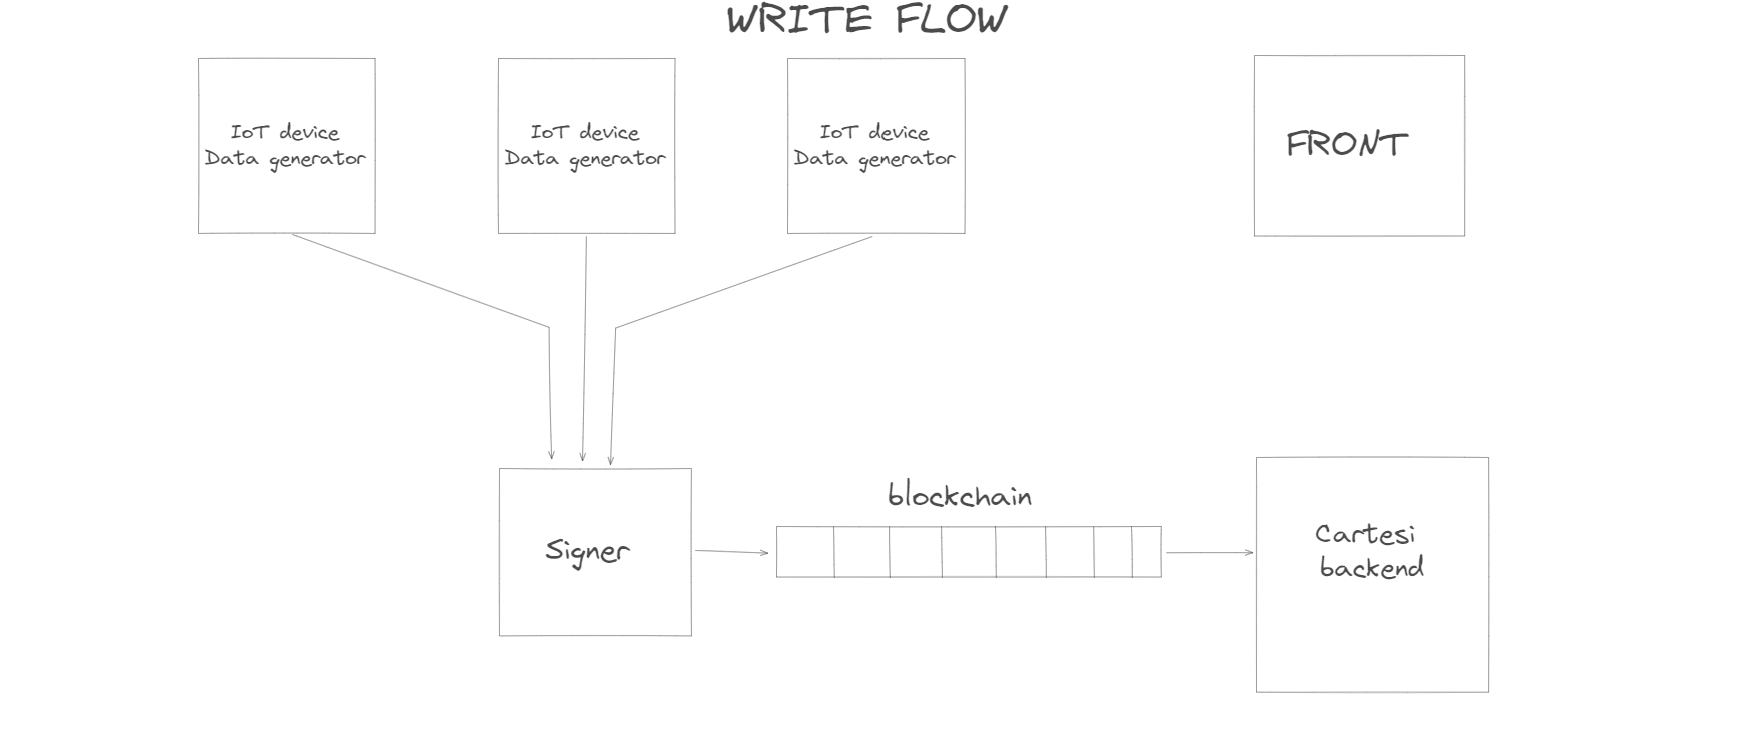 WRITE FLOW
IoT device
Data generator
IoT device
Data generator
IoT device
Data generator
FRONT
Signer
blockchain
Cartesi
backend